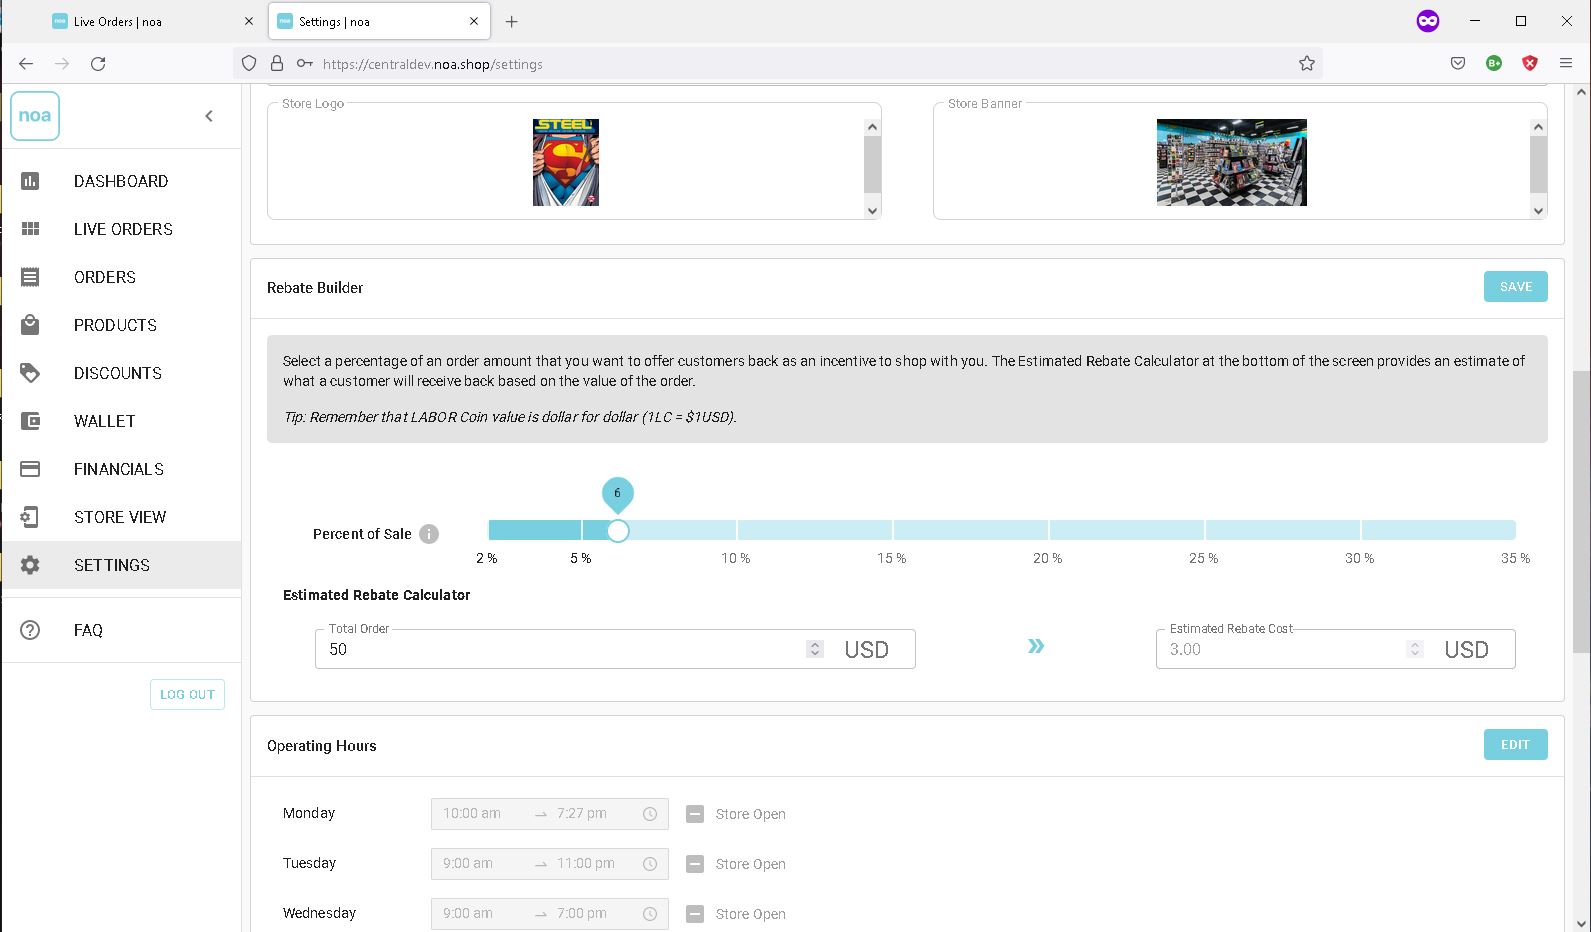 Live Orders | noa
Settings | noa
https://centraldev.noa.shop/settings
noa
DASHBOARD
LIVE ORDERS
ORDERS
PRODUCTS
DISCOUNTS
WALLET
FINANCIALS
STORE VIEW
SETTINGS
FAQ
LOG OUT
Store Logo
STEEL
Store Banner
Rebate Builder
SAVE
Select a percentage of an order amount that you want to offer customers back as an incentive to shop with you. The Estimated Rebate Calculator at the bottom of the screen provides an estimate of
what a customer will receive back based on the value of the order.
Tip: Remember that LABOR Coin value is dollar for dollar (1LC = $1USD).
6
Percent of Sale
2 % 5 % 10 % 15 % 20 % 25 % 30 % 35 %
Estimated Rebate Calculator
Total Order
50 USD
Estimated Rebate Cost
3.00 USD
Operating Hours
EDIT
Monday 10:00 am → 7:27 pm Store Open
Tuesday 9:00 am → 11:00 pm Store Open
Wednesday 9:00 am → 7:00 pm Store Open